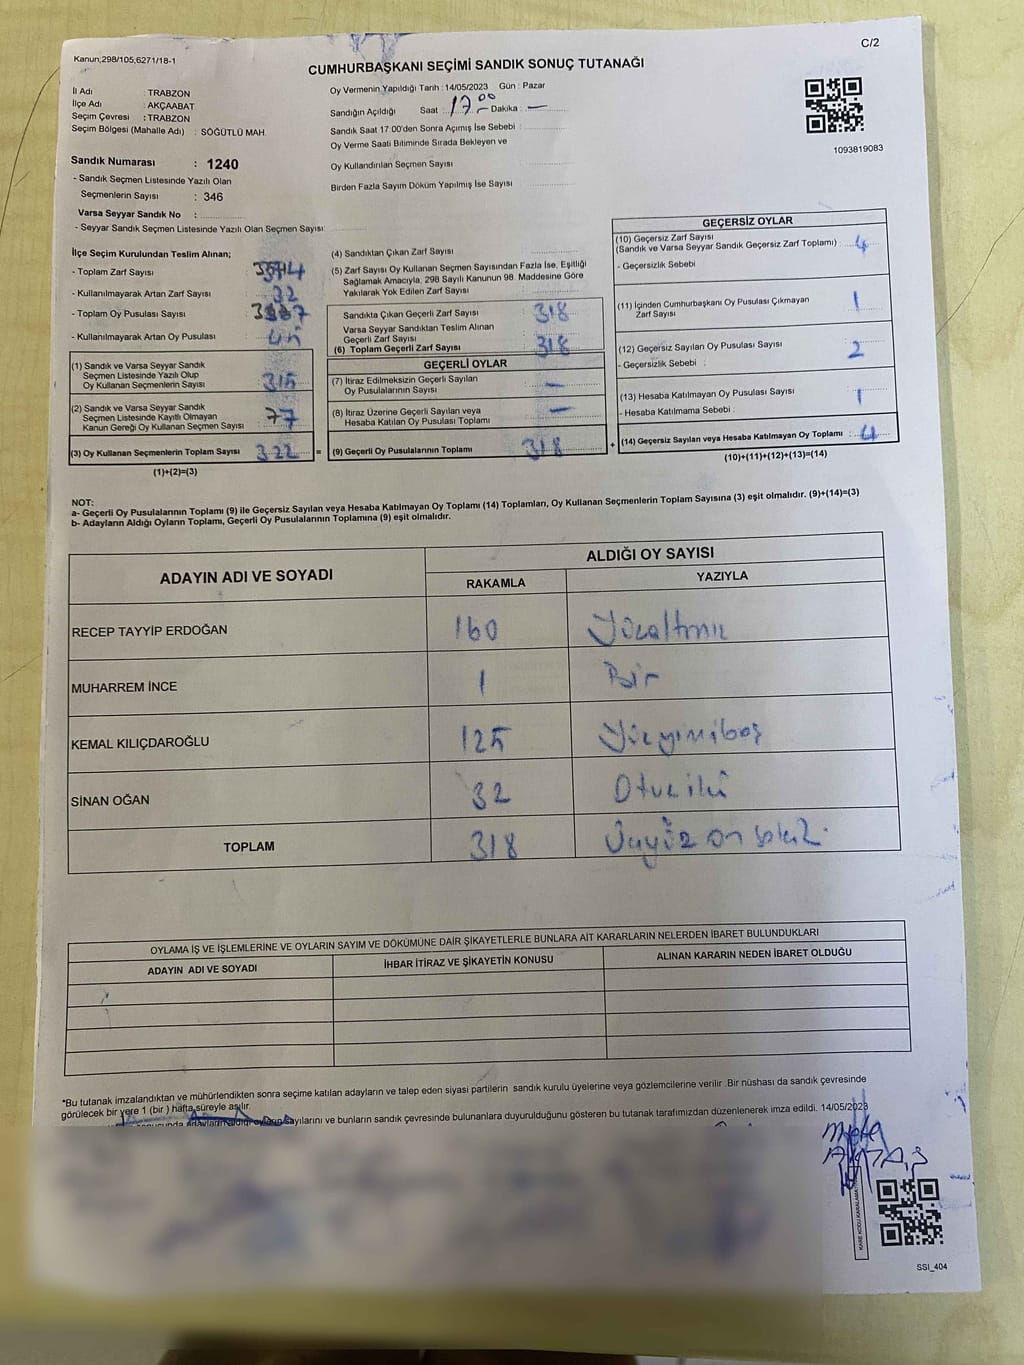 Kanun;298/105;6271/18-1
C/2
CUMHURBAŞKANI SEÇİMİ SANDIK SONUÇ TUTANAĞI
İl Adı : TRABZON
İlçe Adı : AKÇAABAT
Seçim Çevresi : TRABZON
Seçim Bölgesi (Mahalle Adı) : SÖĞÜTLÜ MAH.
Oy Vermenin Yapıldığı Tarih : 14/05/2023 Gün : Pazar
Sandığın Açıldığı Saat : 17.00 Dakika : —
Sandık Saat 17.00'den Sonra Açımış İse Sebebi :
Oy Verme Saati Bitiminde Sırada Bekleyen ve
Oy Kullandırılan Seçmen Sayısı
Birden Fazla Sayım Döküm Yapılmış İse Sayısı
1093819083
Sandık Numarası : 1240
- Sandık Seçmen Listesinde Yazılı Olan
Seçmenlerin Sayısı : 346
Varsa Seyyar Sandık No :
- Seyyar Sandık Seçmen Listesinde Yazılı Olan Seçmen Sayısı:
İlçe Seçim Kurulundan Teslim Alınan;
- Toplam Zarf Sayısı
- Kullanılmayarak Artan Zarf Sayısı 32
- Toplam Oy Pusulası Sayısı
- Kullanılmayarak Artan Oy Pusulası 45
(1) Sandık ve Varsa Seyyar Sandık
Seçmen Listesinde Yazılı Olup
Oy Kullanan Seçmenlerin Sayısı 315
(2) Sandık ve Varsa Seyyar Sandık
Seçmen Listesinde Kayıtlı Olmayan
Kanun Gereği Oy Kullanan Seçmen Sayısı
(3) Oy Kullanan Seçmenlerin Toplam Sayısı 322 =
(1)+(2)=(3)
(4) Sandıktan Çıkan Zarf Sayısı
(5) Zarf Sayısı Oy Kullanan Seçmen Sayısından Fazla İse, Eşitliği
Sağlamak Amacıyla, 298 Sayılı Kanunun 98. Maddesine Göre
Yakılarak Yok Edilen Zarf Sayısı
Sandıkta Çıkan Geçerli Zarf Sayısı 318
Varsa Seyyar Sandıktan Teslim Alınan
Geçerli Zarf Sayısı
(6) Toplam Geçerli Zarf Sayısı 318
GEÇERLİ OYLAR
(7) İtiraz Edilmeksizin Geçerli Sayılan
Oy Pusulalarının Sayısı —
(8) İtiraz Üzerine Geçerli Sayılan veya
Hesaba Katılan Oy Pusulası Toplamı —
(9) Geçerli Oy Pusulalarının Toplamı 318 +
GEÇERSİZ OYLAR
(10) Geçersiz Zarf Sayısı
(Sandık ve Varsa Seyyar Sandık Geçersiz Zarf Toplamı) : 4
- Geçersizlik Sebebi
(11) İçinden Cumhurbaşkanı Oy Pusulası Çıkmayan
Zarf Sayısı 1
(12) Geçersiz Sayılan Oy Pusulası Sayısı 2
- Geçersizlik Sebebi :
(13) Hesaba Katılmayan Oy Pusulası Sayısı 1
- Hesaba Katılmama Sebebi :
(14) Geçersiz Sayılan veya Hesaba Katılmayan Oy Toplamı : 4
(10)+(11)+(12)+(13)=(14)
NOT:
a- Geçerli Oy Pusulalarının Toplamı (9) ile Geçersiz Sayılan veya Hesaba Katılmayan Oy Toplamı (14) Toplamları, Oy Kullanan Seçmenlerin Toplam Sayısına (3) eşit olmalıdır. (9)+(14)=(3)
b- Adayların Aldığı Oyların Toplamı, Geçerli Oy Pusulalarının Toplamına (9) eşit olmalıdır.
ADAYIN ADI VE SOYADI
ALDIĞI OY SAYISI
RAKAMLA YAZIYLA
RECEP TAYYİP ERDOĞAN 160 Yüzaltmış
MUHARREM İNCE 1 Bir
KEMAL KILIÇDAROĞLU 125 Yüzyirmibeş
SİNAN OĞAN 32 Otuziki
TOPLAM 318 Üçyüz on sekiz
OYLAMA İŞ VE İŞLEMLERİNE VE OYLARIN SAYIM VE DÖKÜMÜNE DAİR ŞİKAYETLERLE BUNLARA AİT KARARLARIN NELERDEN İBARET BULUNDUKLARI
ADAYIN ADI VE SOYADI İHBAR İTİRAZ VE ŞİKAYETİN KONUSU ALINAN KARARIN NEDEN İBARET OLDUĞU
*Bu tutanak imzalandıktan ve mühürlendikten sonra seçime katılan adayların ve talep eden siyasi partilerin sandık kurulu üyelerine veya gözlemcilerine verilir .Bir nüshası da sandık çevresinde
görülecek bir yere 1 (bir ) hafta süreyle asılır.
sayılarını ve bunların sandık çevresinde bulunanlara duyurulduğunu gösteren bu tutanak tarafımızdan düzenlenerek imza edildi. 14/05/2023
SSI_404